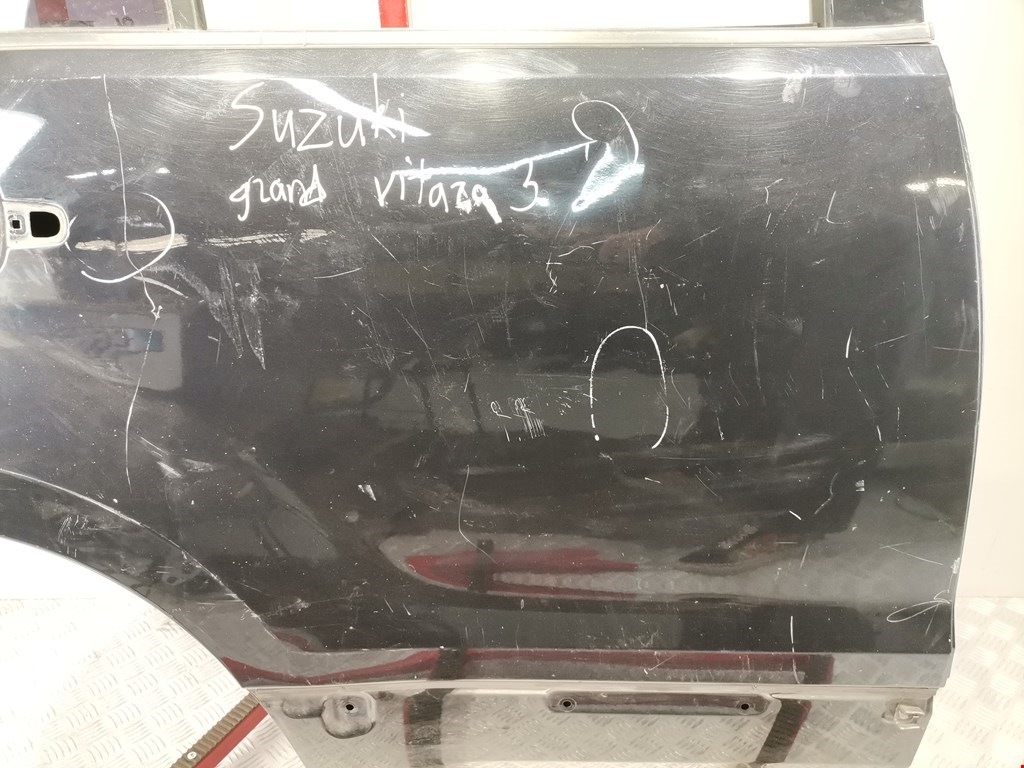 Suzuki
grand vitara 3.